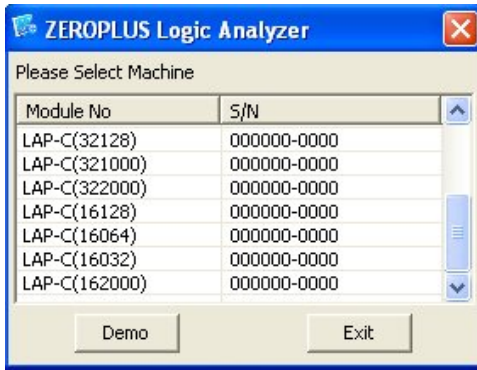 ZEROPLUS Logic Analyzer
Please Select Machine
Module No S/N
LAP-C(32128) 000000-0000
LAP-C(321000) 000000-0000
LAP-C(322000) 000000-0000
LAP-C(16128) 000000-0000
LAP-C(16064) 000000-0000
LAP-C(16032) 000000-0000
LAP-C(162000) 000000-0000
Demo Exit